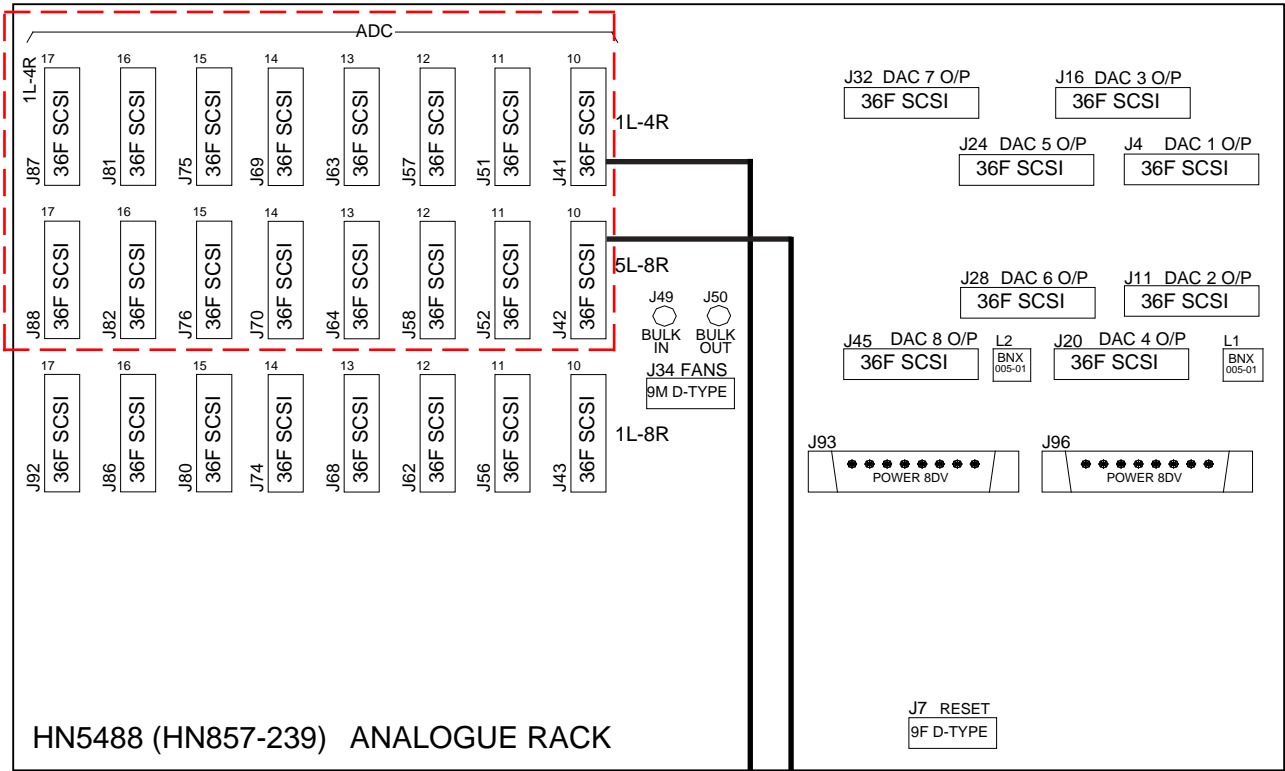 ADC
17 16 15 14 13 12 11 10
1L-4R
36F SCSI 36F SCSI 36F SCSI 36F SCSI 36F SCSI 36F SCSI 36F SCSI 36F SCSI
J87 J81 J75 J69 J63 J57 J51 J41
1L-4R
17 16 15 14 13 12 11 10
36F SCSI 36F SCSI 36F SCSI 36F SCSI 36F SCSI 36F SCSI 36F SCSI 36F SCSI
J88 J82 J76 J70 J64 J58 J52 J42
5L-8R
17 16 15 14 13 12 11 10
36F SCSI 36F SCSI 36F SCSI 36F SCSI 36F SCSI 36F SCSI 36F SCSI 36F SCSI
J92 J86 J80 J74 J68 J62 J56 J43
1L-8R
J49 J50
BULK IN
BULK OUT
J34 FANS
9M D-TYPE
J32 DAC 7 O/P
36F SCSI
J16 DAC 3 O/P
36F SCSI
J24 DAC 5 O/P
36F SCSI
J4 DAC 1 O/P
36F SCSI
J28 DAC 6 O/P
36F SCSI
J11 DAC 2 O/P
36F SCSI
J45 DAC 8 O/P
36F SCSI
L2
BNX
005-01
J20 DAC 4 O/P
36F SCSI
L1
BNX
005-01
J93
POWER 8DV
J96
POWER 8DV
J7 RESET
9F D-TYPE
HN5488 (HN857-239) ANALOGUE RACK